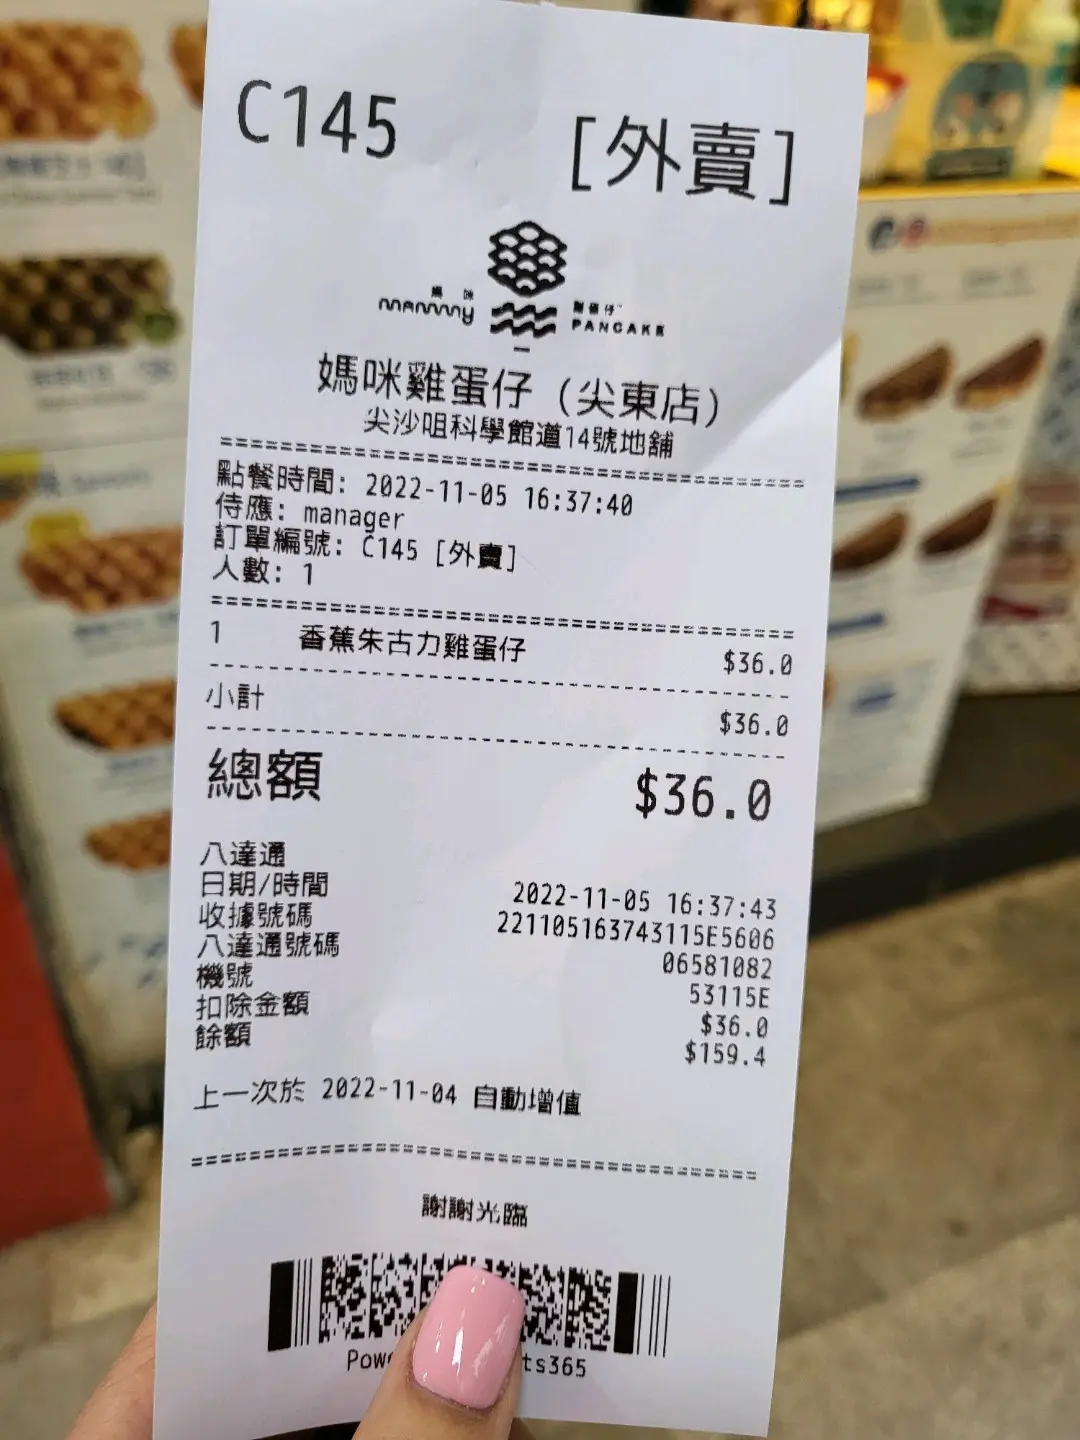 C145 [外賣]
媽咪 雞蛋仔™
mammy PANCAKE
媽咪雞蛋仔 (尖東店)
尖沙咀科學館道14號地舖
點餐時間: 2022-11-05 16:37:40
侍應: manager
訂單編號: C145 [外賣]
人數: 1
1 香蕉朱古力雞蛋仔 $36.0
小計 $36.0
總額 $36.0
八達通
日期/時間 2022-11-05 16:37:43
收據號碼 221105163743115E5606
八達通號碼 06581082
機號 53115E
扣除金額 $36.0
餘額 $159.4
上一次於 2022-11-04 自動增值
謝謝光臨